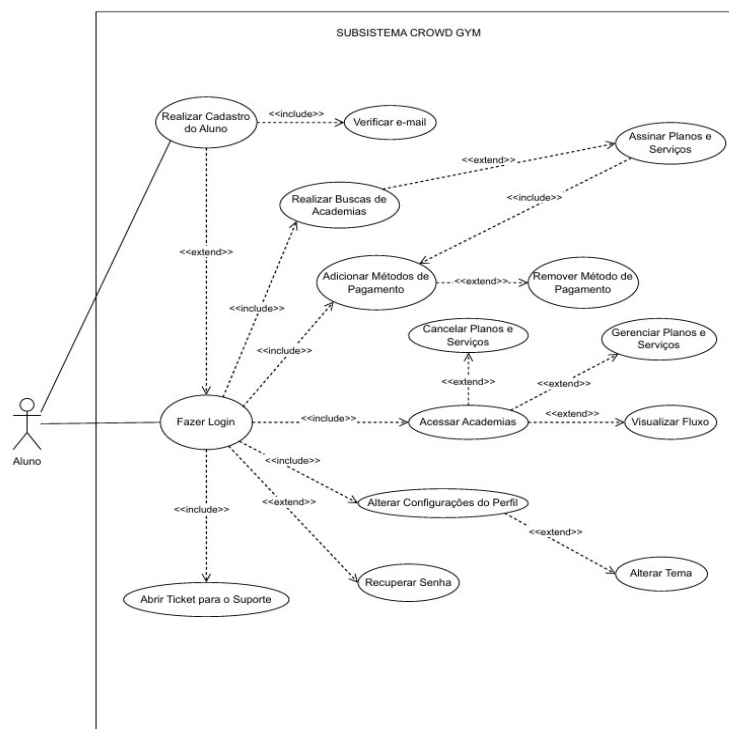 SUBSISTEMA CROWD GYM
Realizar Cadastro
do Aluno
<<include>>
Verificar e-mail
Assinar Planos e
Serviços
<<extend>>
Realizar Buscas de
Academias
<<include>>
<<extend>>
Adicionar Métodos de
Pagamento
<<extend>>
Remover Método de
Pagamento
<<include>>
Cancelar Planos e
Serviços
Gerenciar Planos e
Serviços
<<include>>
<<extend>>
<<extend>>
Aluno
Fazer Login
<<include>>
Acessar Academias
<<extend>>
Visualizar Fluxo
<<include>>
Alterar Configurações do Perfil
<<extend>>
<<include>>
<<extend>>
Recuperar Senha
Alterar Tema
Abrir Ticket para o Suporte